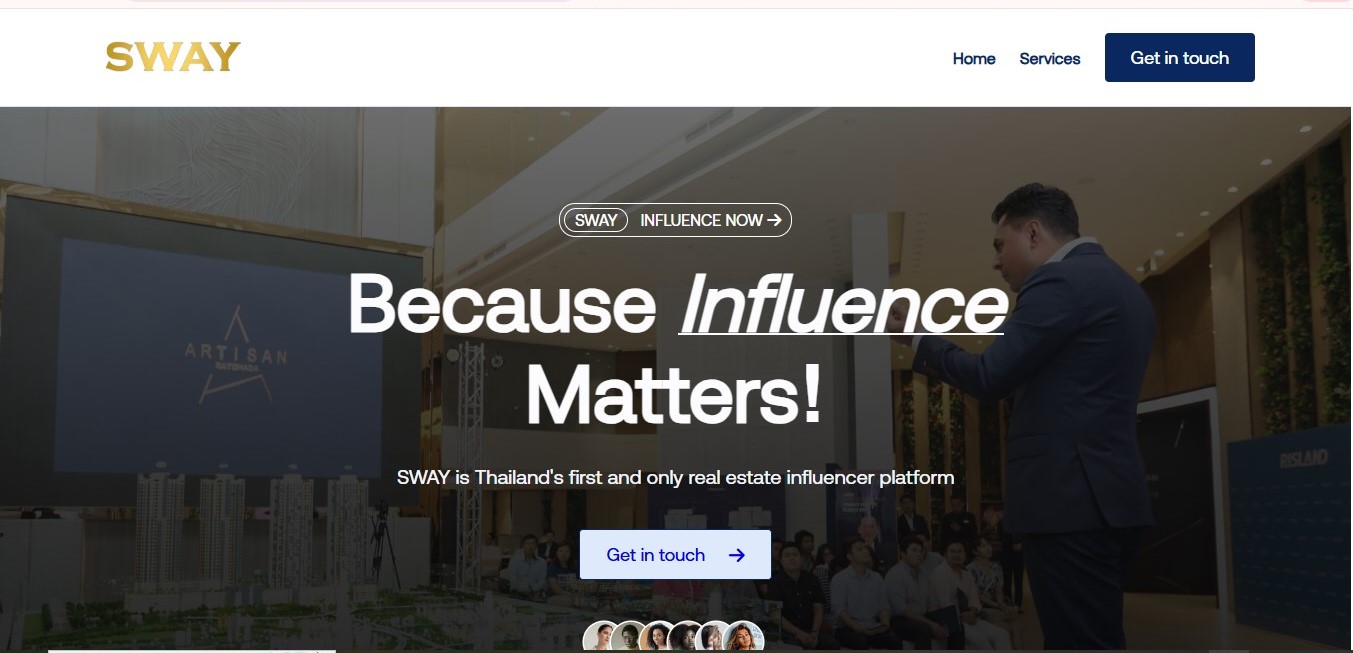 SWAY
Home
Services
Get in touch
SWAY INFLUENCE NOW →
Because Influence
Matters!
ARTISAN
RATCHADA
SWAY is Thailand's first and only real estate influencer platform
RISLAND
Get in touch →